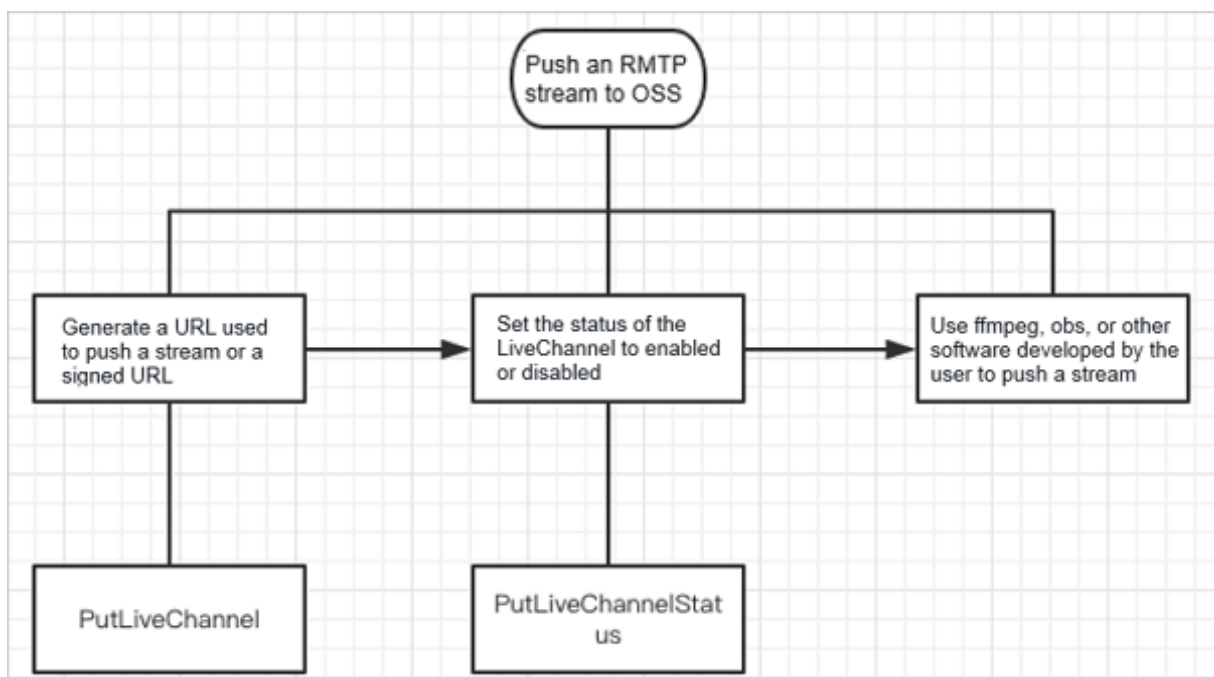 Push an RMTP
stream to OSS
Generate a URL used
to push a stream or a
signed URL
Set the status of the
LiveChannel to enabled
or disabled
Use ffmpeg, obs, or other
software developed by the
user to push a stream
PutLiveChannel
PutLiveChannelStat
us